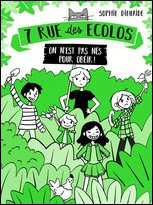 SOPHIE DIEUAIDE
7 RUE des ECOLOS
ON N'EST PAS NÉS
POUR OBÉIR !